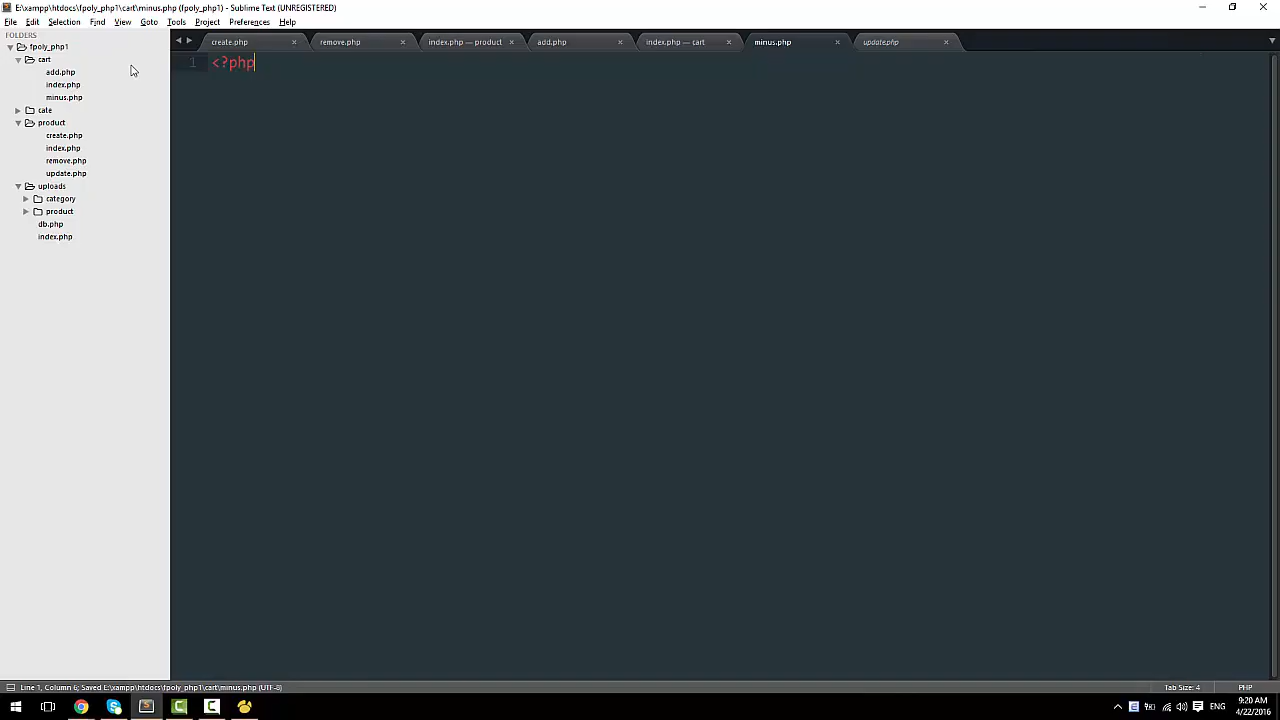 E:\xampp\htdocs\fpoly_php1\cart\minus.php (fpoly_php1) - Sublime Text (UNREGISTERED)
File Edit Selection Find View Goto Tools Project Preferences Help
FOLDERS
fpoly_php1
cart
add.php
index.php
minus.php
cate
product
create.php
index.php
remove.php
update.php
uploads
category
product
db.php
index.php
create.php remove.php index.php — product add.php index.php — cart minus.php update.php
1 <?php
Line 1, Column 6; Saved E:\xampp\htdocs\fpoly_php1\cart\minus.php (UTF-8) Tab Size: 4 PHP
ENG 9:20 AM
4/22/2016